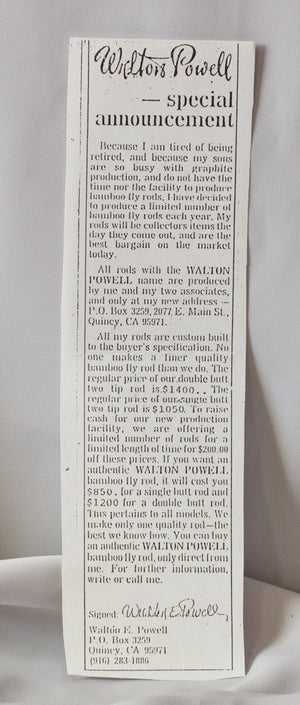 Walton Powell
— special
announcement
Because I am tired of being
retired, and because my sons
are so busy with graphite
production, and do not have the
time nor the facility to produce
bamboo fly rods, I have decided
to produce a limited number of
bamboo fly rods each year. My
rods will be collectors items the
day they come out, and are the
best bargain on the market
today.
All rods with the WALTON
POWELL name are produced
by me and my two associates,
and only at my new address —
P.O. Box 3259, 2077 E. Main St.,
Quincy, CA 95971.
All my rods are custom built
to the buyer's specification. No
one makes a finer quality
bamboo fly rod than we do. The
regular price of our double butt
two tip rod is $1400.. The
regular price of our single butt
two tip rod is $1050. To raise
cash for our new production
facility, we are offering a
limited number of rods for a
limited length of time for $200.00
off these prices. If you want an
authentic WALTON POWELL
bamboo fly rod, it will cost you
$850. for a single butt rod and
$1200 for a double butt rod.
This pertains to all models. We
make only one quality rod—the
best we know how. You can buy
an authentic WALTON POWELL
bamboo fly rod, only direct from
me. For further information,
write or call me.
Signed: Walton E. Powell,
Walton E. Powell
P.O. Box 3259
Quincy, CA 95971
(916) 283-1886